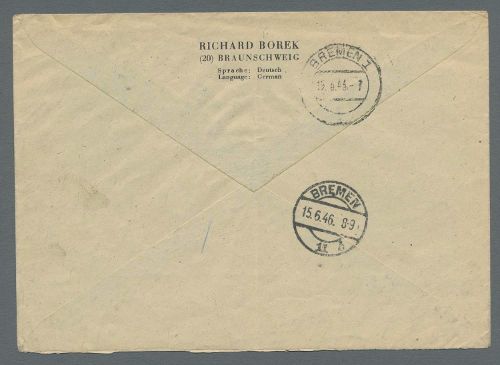 RICHARD BOREK
(20) BRAUNSCHWEIG
Sprache: Deutsch
Language: German
BREMEN 1
BREMEN
15.6.46. 8-9